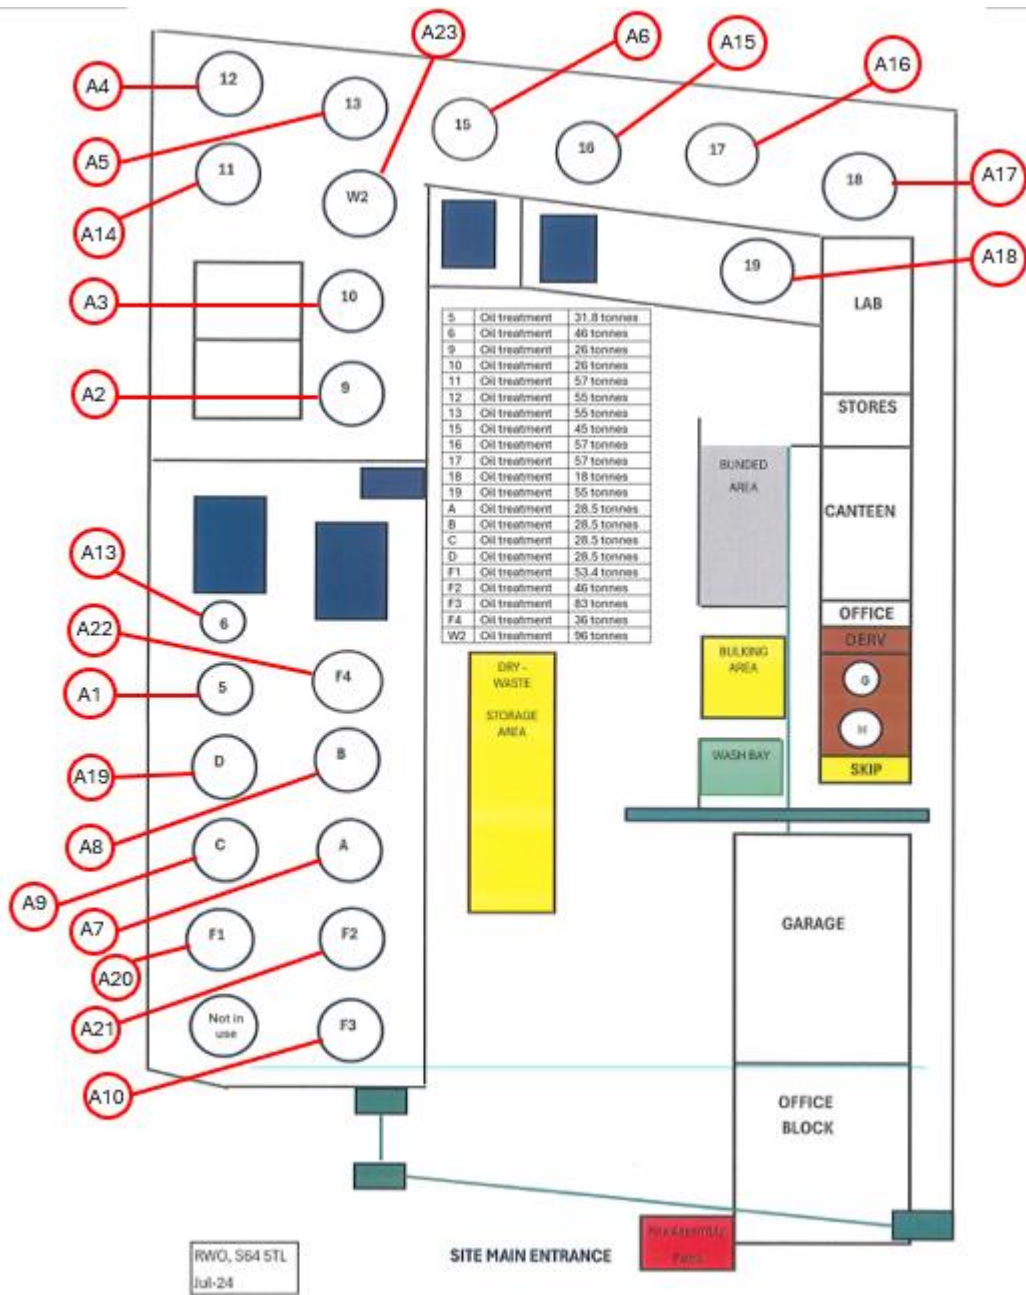 A23
A6
A15
A16
A4
12
13
15
16
17
18
A5
11
W2
A17
A14
A18
19
A3
10
LAB
A2
9
STORES
5 Oil treatment 31.8 tonnes
6 Oil treatment 46 tonnes
9 Oil treatment 26 tonnes
10 Oil treatment 26 tonnes
11 Oil treatment 57 tonnes
12 Oil treatment 55 tonnes
13 Oil treatment 55 tonnes
15 Oil treatment 45 tonnes
16 Oil treatment 57 tonnes
17 Oil treatment 57 tonnes
18 Oil treatment 18 tonnes
19 Oil treatment 55 tonnes
A Oil treatment 28.5 tonnes
B Oil treatment 28.5 tonnes
C Oil treatment 28.5 tonnes
D Oil treatment 28.5 tonnes
F1 Oil treatment 53.4 tonnes
F2 Oil treatment 46 tonnes
F3 Oil treatment 83 tonnes
F4 Oil treatment 36 tonnes
W2 Oil treatment 96 tonnes
BUNDED
AREA
CANTEEN
A13
6
OFFICE
A22
DERV
F4
BULKING
AREA
DRY -
WASTE
STORAGE
AREA
G
A1
5
H
A19
D
B
WASH BAY
SKIP
A8
C
A
A9
A7
F1
F2
GARAGE
A20
A21
Not in
use
F3
A10
OFFICE
BLOCK
Fire Assembly
Point
SITE MAIN ENTRANCE
RWO, S64 5TL
Jul-24